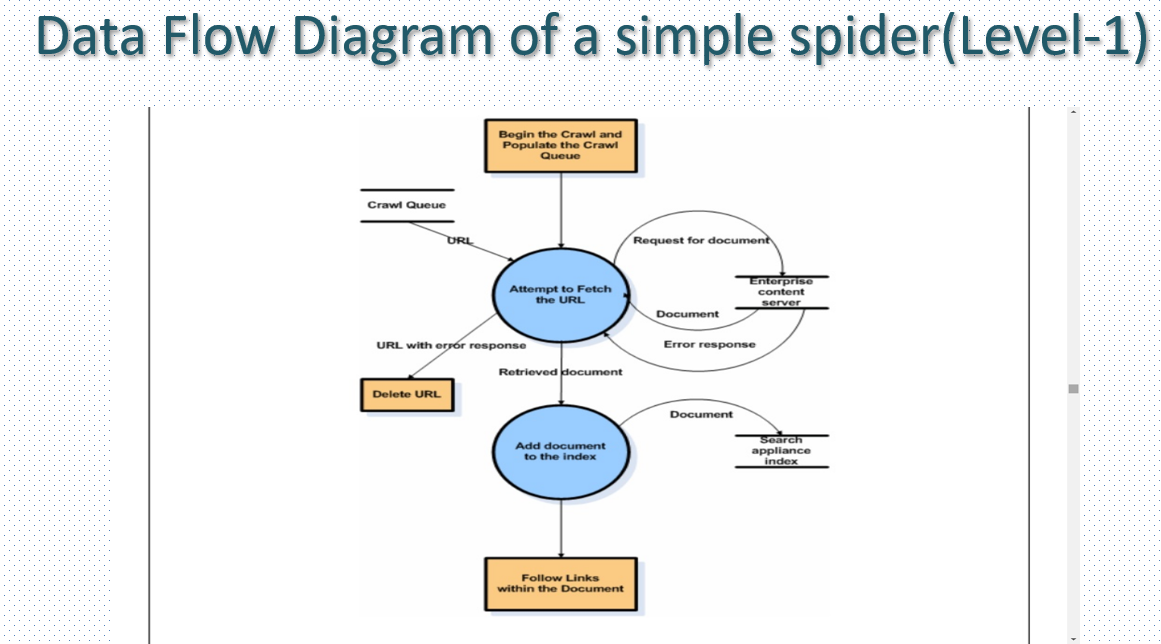 Data Flow Diagram of a simple spider(Level-1)
Begin the Crawl and
Populate the Crawl
Queue
Crawl Queue
URL
Request for document
Attempt to Fetch
the URL
Enterprise
content
server
Document
URL with error response
Error response
Retrieved document
Delete URL
Document
Add document
to the index
Search
appliance
index
Follow Links
within the Document